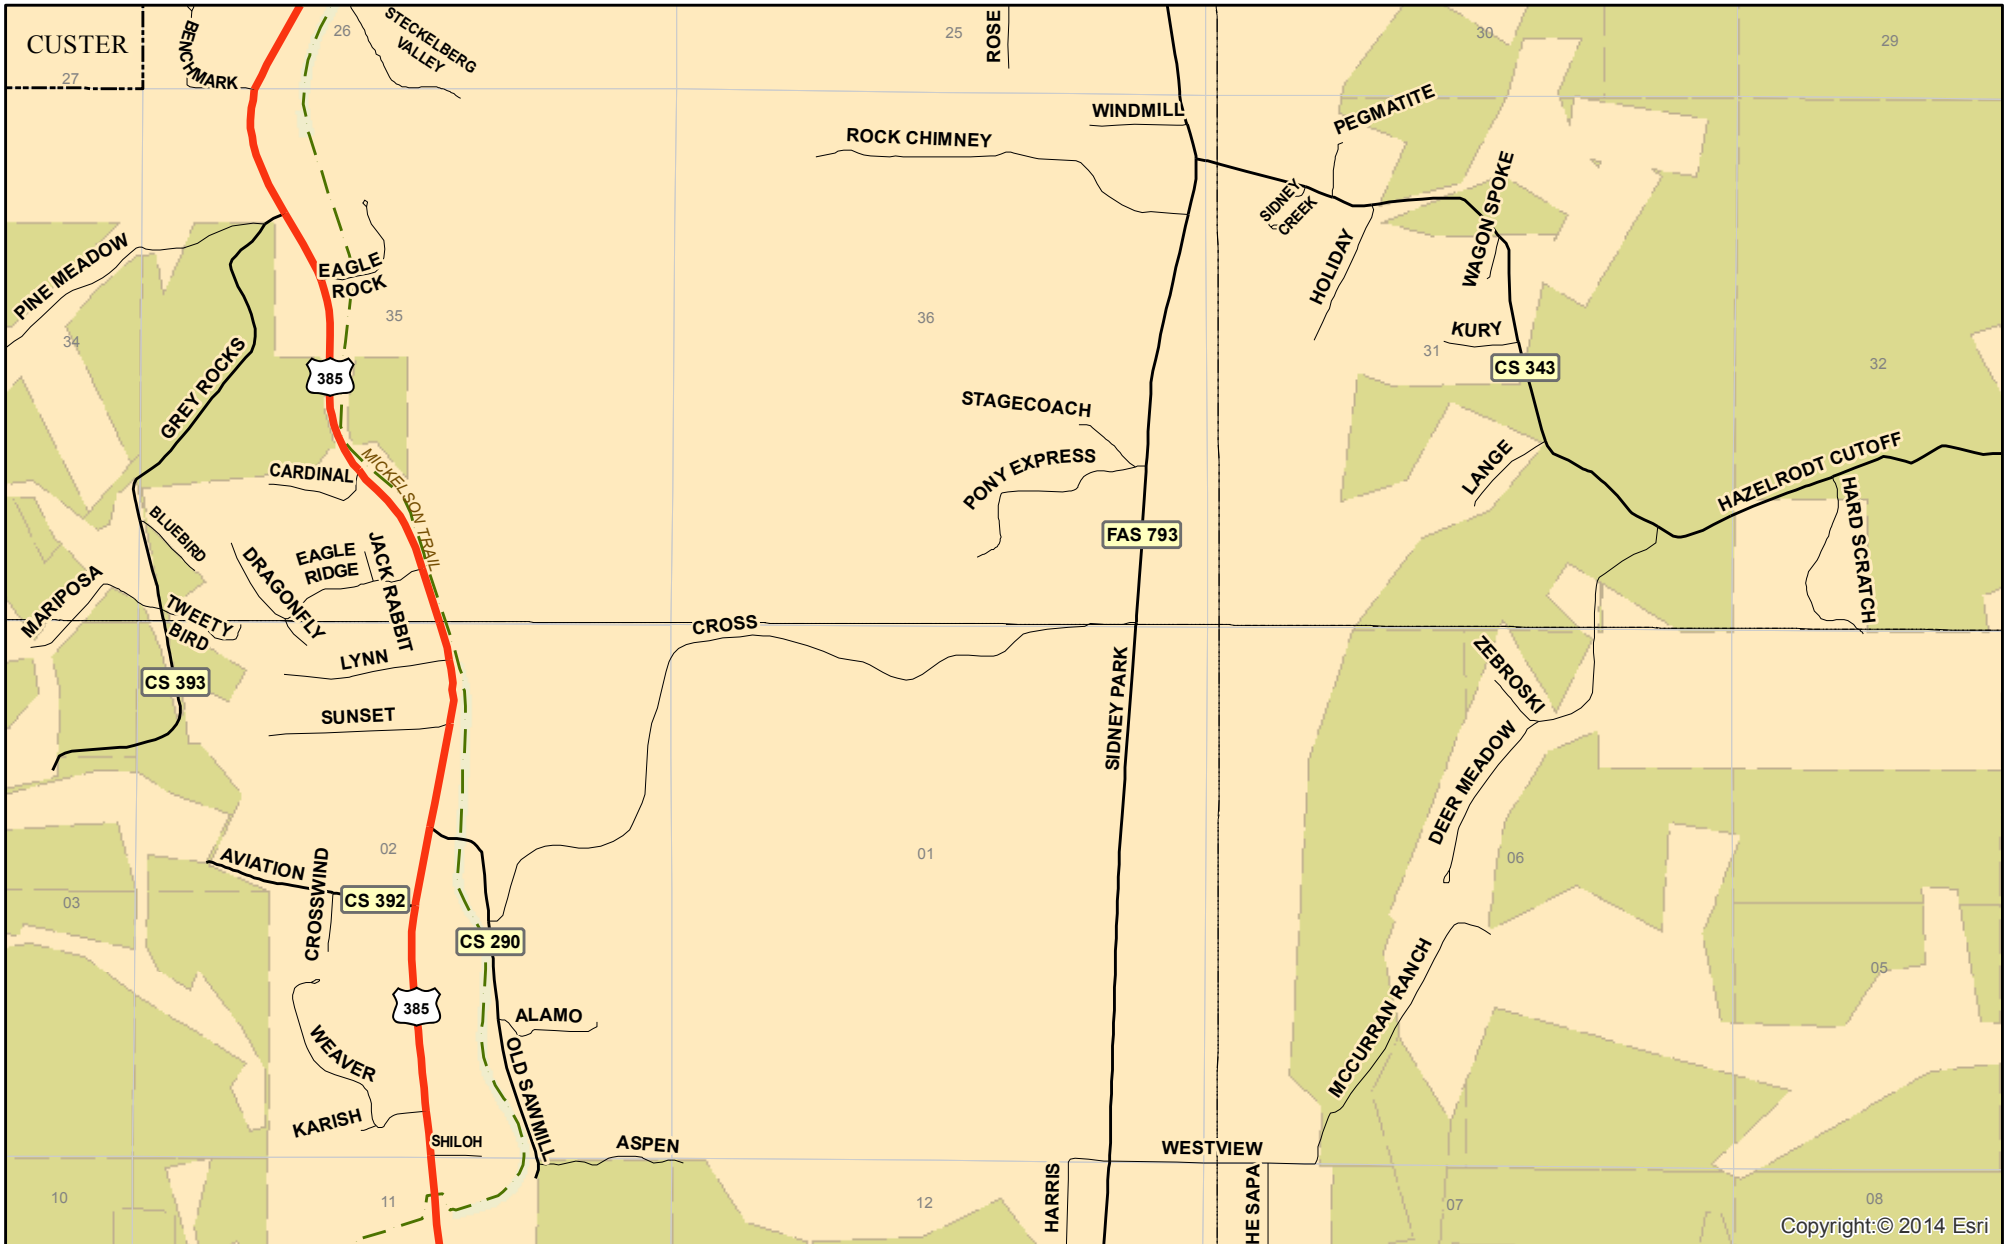 CUSTER
27
BENCHMARK
26
STECKELBERG
VALLEY
25
ROSE
30
29
WINDMILL
ROCK CHIMNEY
PEGMATITE
SIDNEY
CREEK
HOLIDAY
WAGON SPOKE
PINE MEADOW
EAGLE
ROCK
35
36
34
GREY ROCKS
385
KURY
31
CS 343
32
STAGECOACH
PONY EXPRESS
LANGE
HAZELRODT CUTOFF
HARD SCRATCH
CARDINAL
MICKELSON TRAIL
BLUEBIRD
DRAGONFLY
EAGLE
RIDGE
JACK RABBIT
FAS 793
MARIPOSA
TWEETY
BIRD
CROSS
LYNN
CS 393
SUNSET
SIDNEY PARK
ZEBROSKI
DEER MEADOW
02
01
06
AVIATION
CROSSWIND
CS 392
03
CS 290
05
385
ALAMO
MCCURRAN RANCH
WEAVER
OLD SAWMILL
KARISH
SHILOH
ASPEN
WESTVIEW
HARRIS
HE SAPA
10
11
12
07
08
Copyright:© 2014 Esri